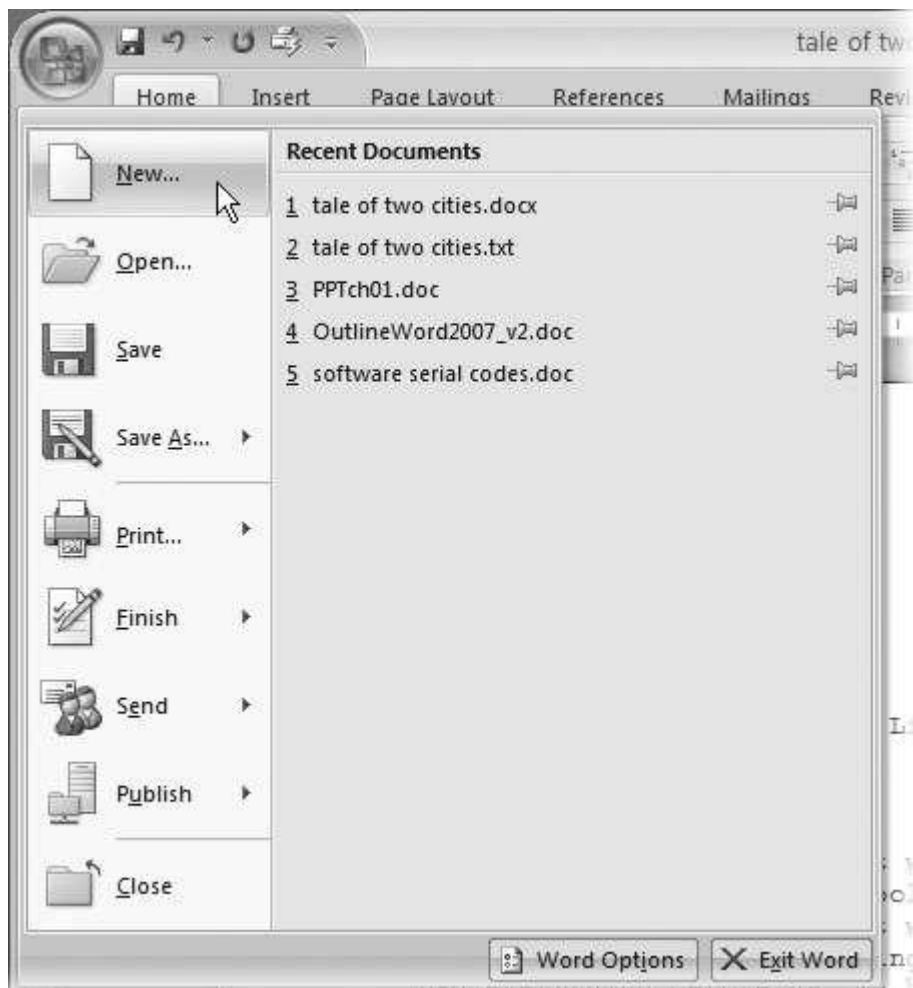 tale of tw
Home Insert Page Layout References Mailings Revi
New...
Open...
Save
Save As...
Print...
Finish
Send
Publish
Close
Recent Documents
1 tale of two cities.docx
2 tale of two cities.txt
3 PPTch01.doc
4 OutlineWord2007_v2.doc
5 software serial codes.doc
Word Options Exit Word